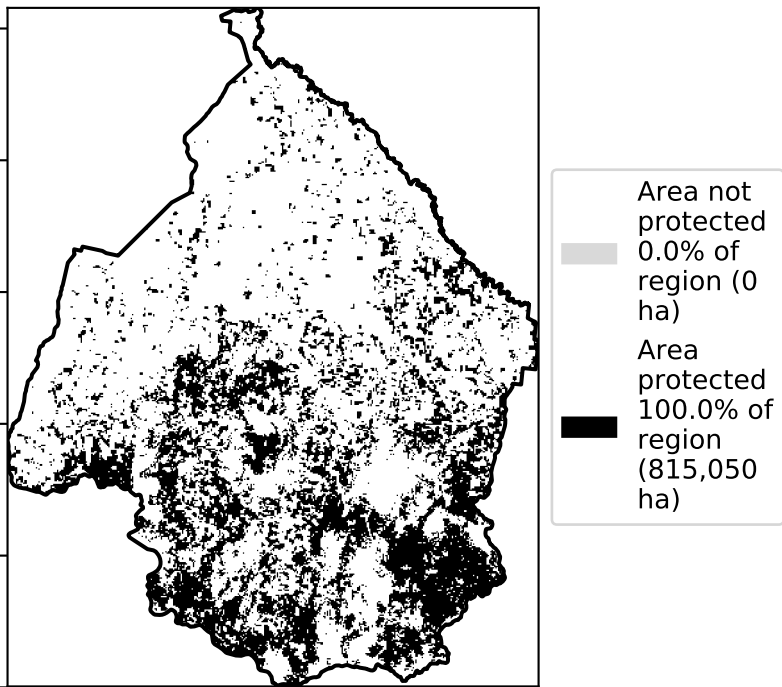 Area not
protected
0.0% of
region (0
ha)
Area
protected
100.0% of
region
(815,050
ha)